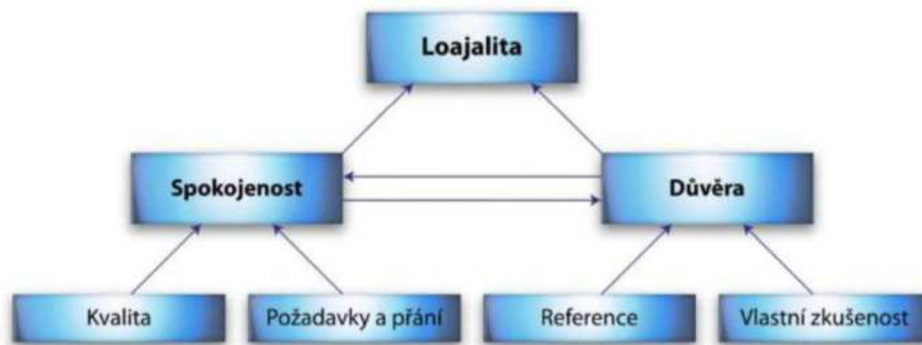 Loajalita
Spokojenost
Důvěra
Kvalita
Požadavky a přání
Reference
Vlastní zkušenost